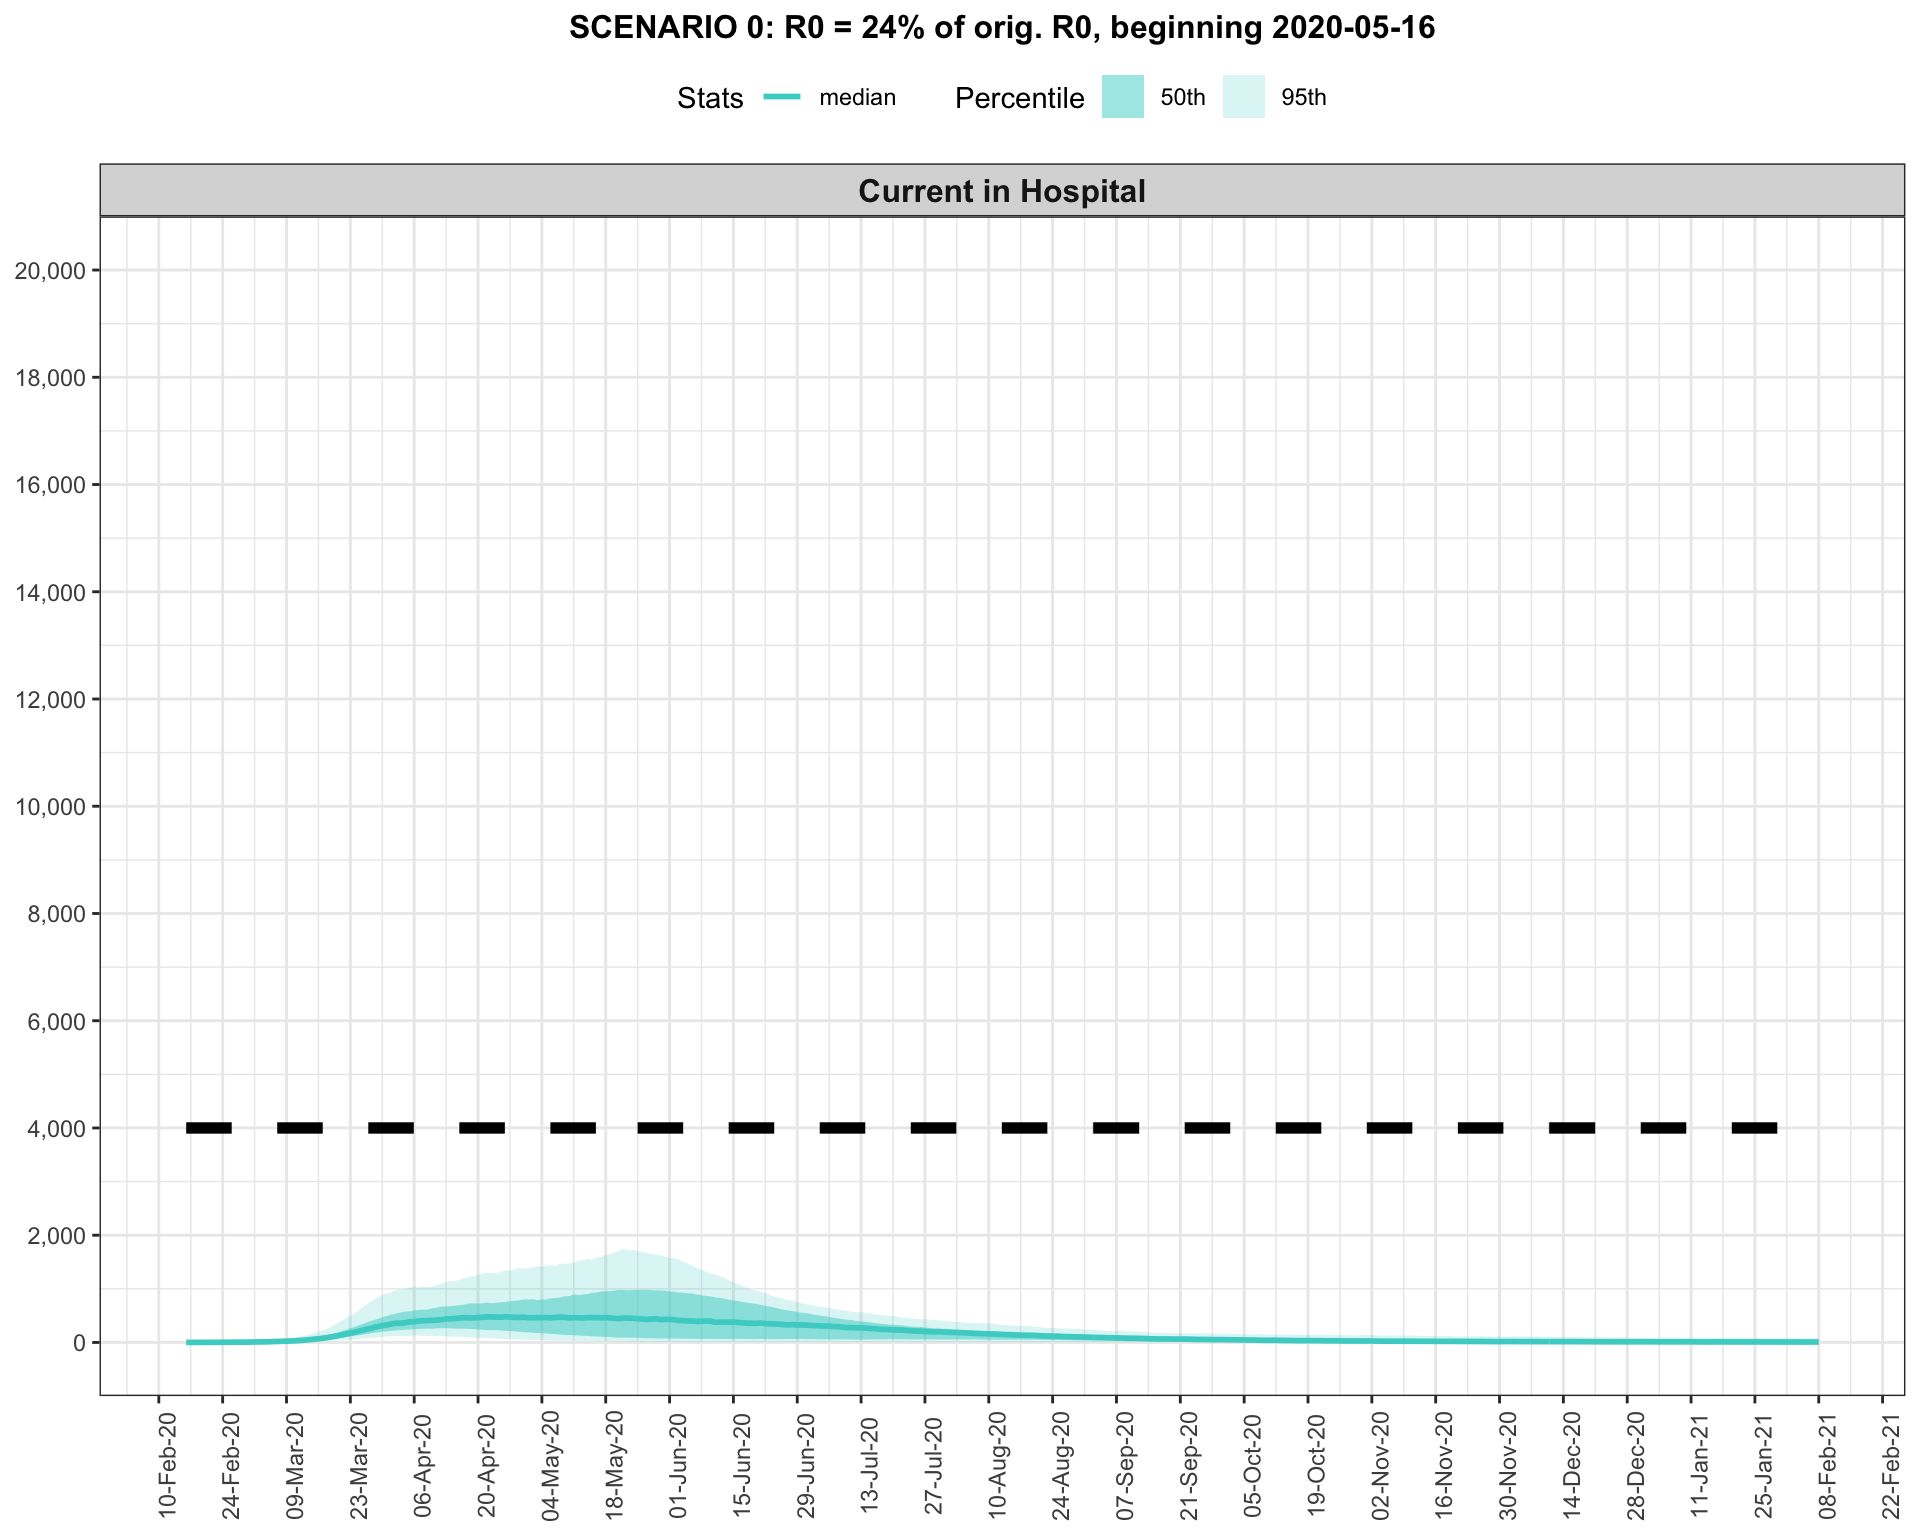 SCENARIO 0: R0 = 24% of orig. R0, beginning 2020-05-16
Stats median Percentile 50th 95th
Current in Hospital
20,000
18,000
16,000
14,000
12,000
10,000
8,000
6,000
4,000
2,000
0
10-Feb-20
24-Feb-20
09-Mar-20
23-Mar-20
06-Apr-20
20-Apr-20
04-May-20
18-May-20
01-Jun-20
15-Jun-20
29-Jun-20
13-Jul-20
27-Jul-20
10-Aug-20
24-Aug-20
07-Sep-20
21-Sep-20
05-Oct-20
19-Oct-20
02-Nov-20
16-Nov-20
30-Nov-20
14-Dec-20
28-Dec-20
11-Jan-21
25-Jan-21
08-Feb-21
22-Feb-21